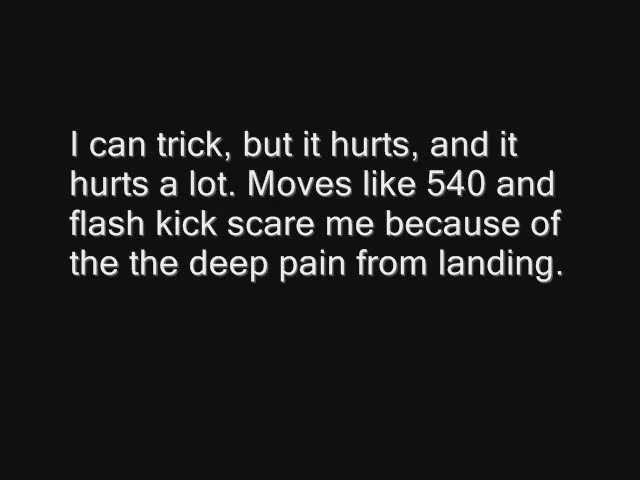 I can trick, but it hurts, and it
hurts a lot. Moves like 540 and
flash kick scare me because of
the the deep pain from landing.